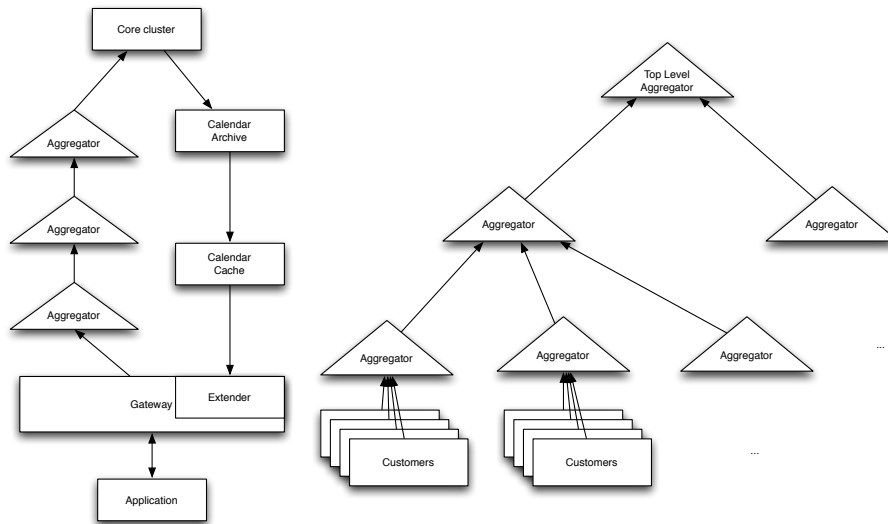 Core cluster
Aggregator
Aggregator
Aggregator
Calendar
Archive
Calendar
Cache
Gateway
Extender
Application
Top Level
Aggregator
Aggregator
Aggregator
Aggregator
Aggregator
Aggregator
...
Customers
Customers
...